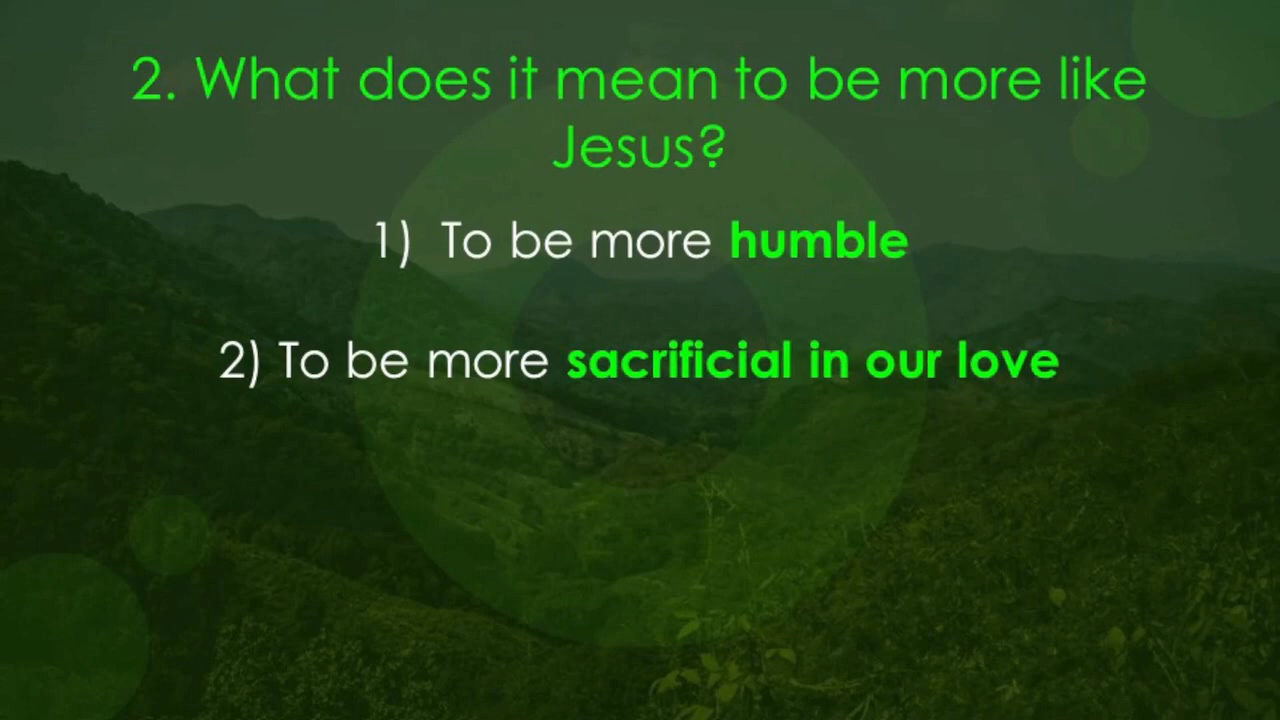 2. What does it mean to be more like
Jesus?
1) To be more humble
2) To be more sacrificial in our love